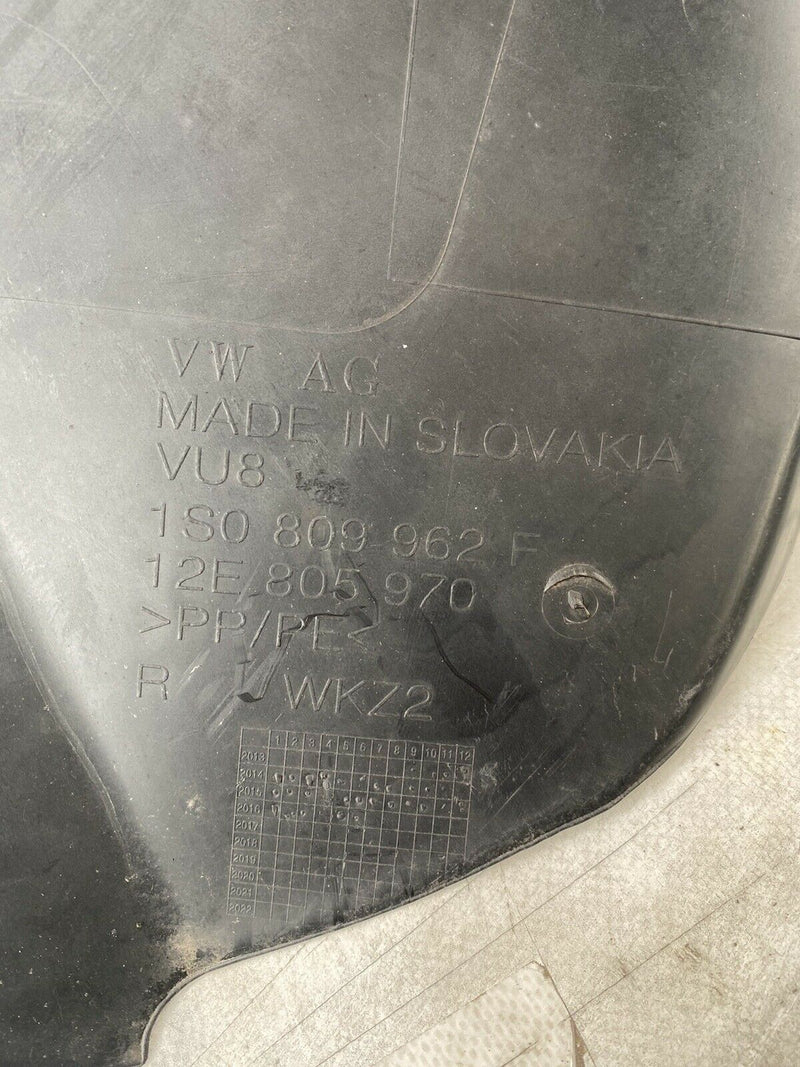 VW AG
MADE IN SLOVAKIA
VU8
1S0 809 962 F
12E 805 970
>PP/PE<
R WKZ2
1 2 3 4 5 6 7 8 9 10 11 12
2013
2014
2015
2016
2017
2018
2019
2020
2021
2022